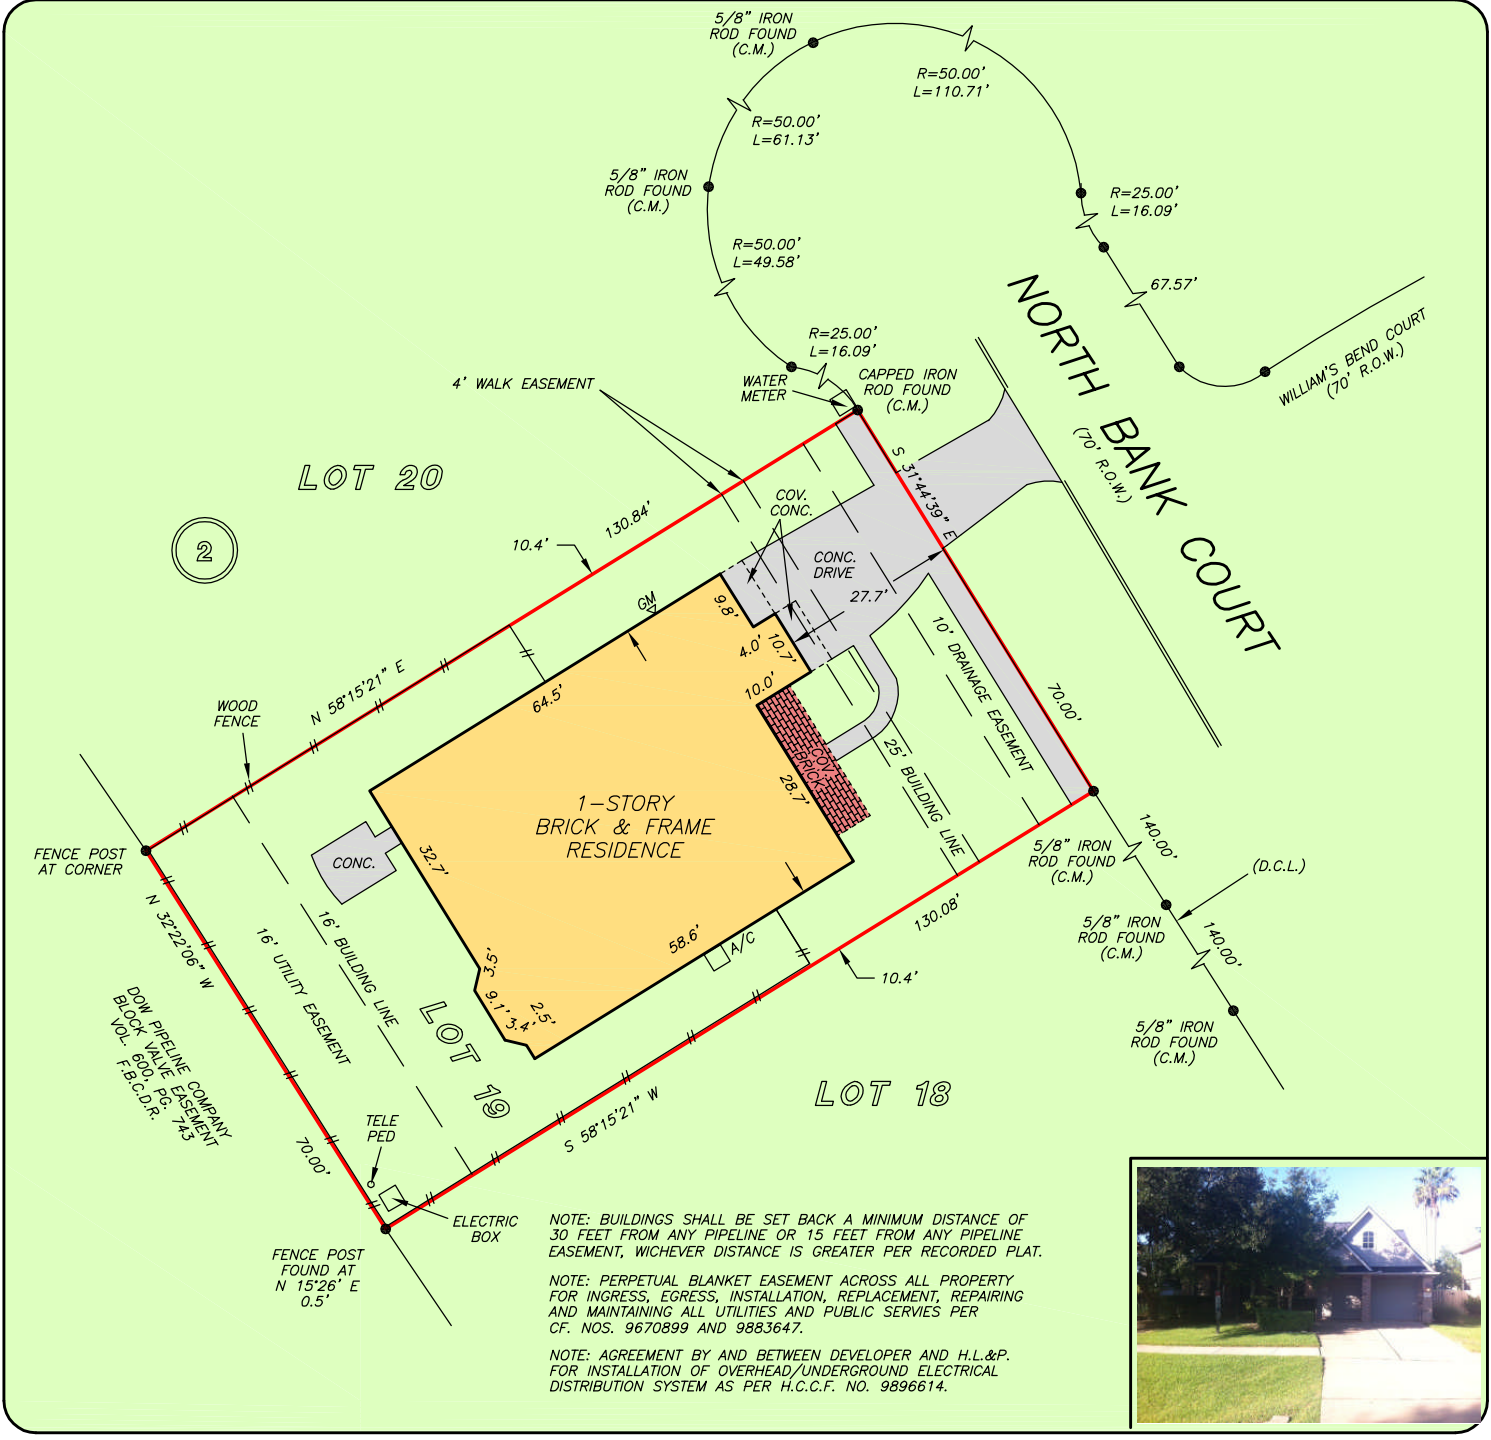 5/8" IRON
ROD FOUND
(C.M.)
R=50.00'
L=110.71'
R=50.00'
L=61.13'
5/8" IRON
ROD FOUND
(C.M.)
R=25.00'
L=16.09'
R=50.00'
L=49.58'
67.57'
NORTH BANK COURT
(70' R.O.W.)
WILLIAM'S BEND COURT
(70' R.O.W.)
R=25.00'
L=16.09'
4' WALK EASEMENT
WATER
METER
CAPPED IRON
ROD FOUND
(C.M.)
LOT 20
2
130.84'
10.4'
COV.
CONC.
S 31°44'39" E
CONC.
DRIVE
27.7'
GM
9.8'
4.0'
10.7'
10.0'
10' DRAINAGE EASEMENT
70.00'
N 58°15'21" E
64.5'
WOOD
FENCE
COV.
BRICK
28.7'
25' BUILDING LINE
1-STORY
BRICK & FRAME
RESIDENCE
FENCE POST
AT CORNER
CONC.
32.7'
5/8" IRON
ROD FOUND
(C.M.)
140.00'
(D.C.L.)
N 32°22'06" W
16' BUILDING LINE
16' UTILITY EASEMENT
58.6'
A/C
130.08'
10.4'
5/8" IRON
ROD FOUND
(C.M.)
140.00'
3.5'
9.1'
3.4'
2.5'
LOT 19
DOW PIPELINE COMPANY
BLOCK VALVE EASEMENT
VOL. 600, PG. 743
F.B.C.D.R.
5/8" IRON
ROD FOUND
(C.M.)
LOT 18
S 58°15'21" W
70.00'
TELE
PED
ELECTRIC
BOX
FENCE POST
FOUND AT
N 15°26' E
0.5'
NOTE: BUILDINGS SHALL BE SET BACK A MINIMUM DISTANCE OF
30 FEET FROM ANY PIPELINE OR 15 FEET FROM ANY PIPELINE
EASEMENT, WICHEVER DISTANCE IS GREATER PER RECORDED PLAT.
NOTE: PERPETUAL BLANKET EASEMENT ACROSS ALL PROPERTY
FOR INGRESS, EGRESS, INSTALLATION, REPLACEMENT, REPAIRING
AND MAINTAINING ALL UTILITIES AND PUBLIC SERVIES PER
CF. NOS. 9670899 AND 9883647.
NOTE: AGREEMENT BY AND BETWEEN DEVELOPER AND H.L.&P.
FOR INSTALLATION OF OVERHEAD/UNDERGROUND ELECTRICAL
DISTRIBUTION SYSTEM AS PER H.C.C.F. NO. 9896614.